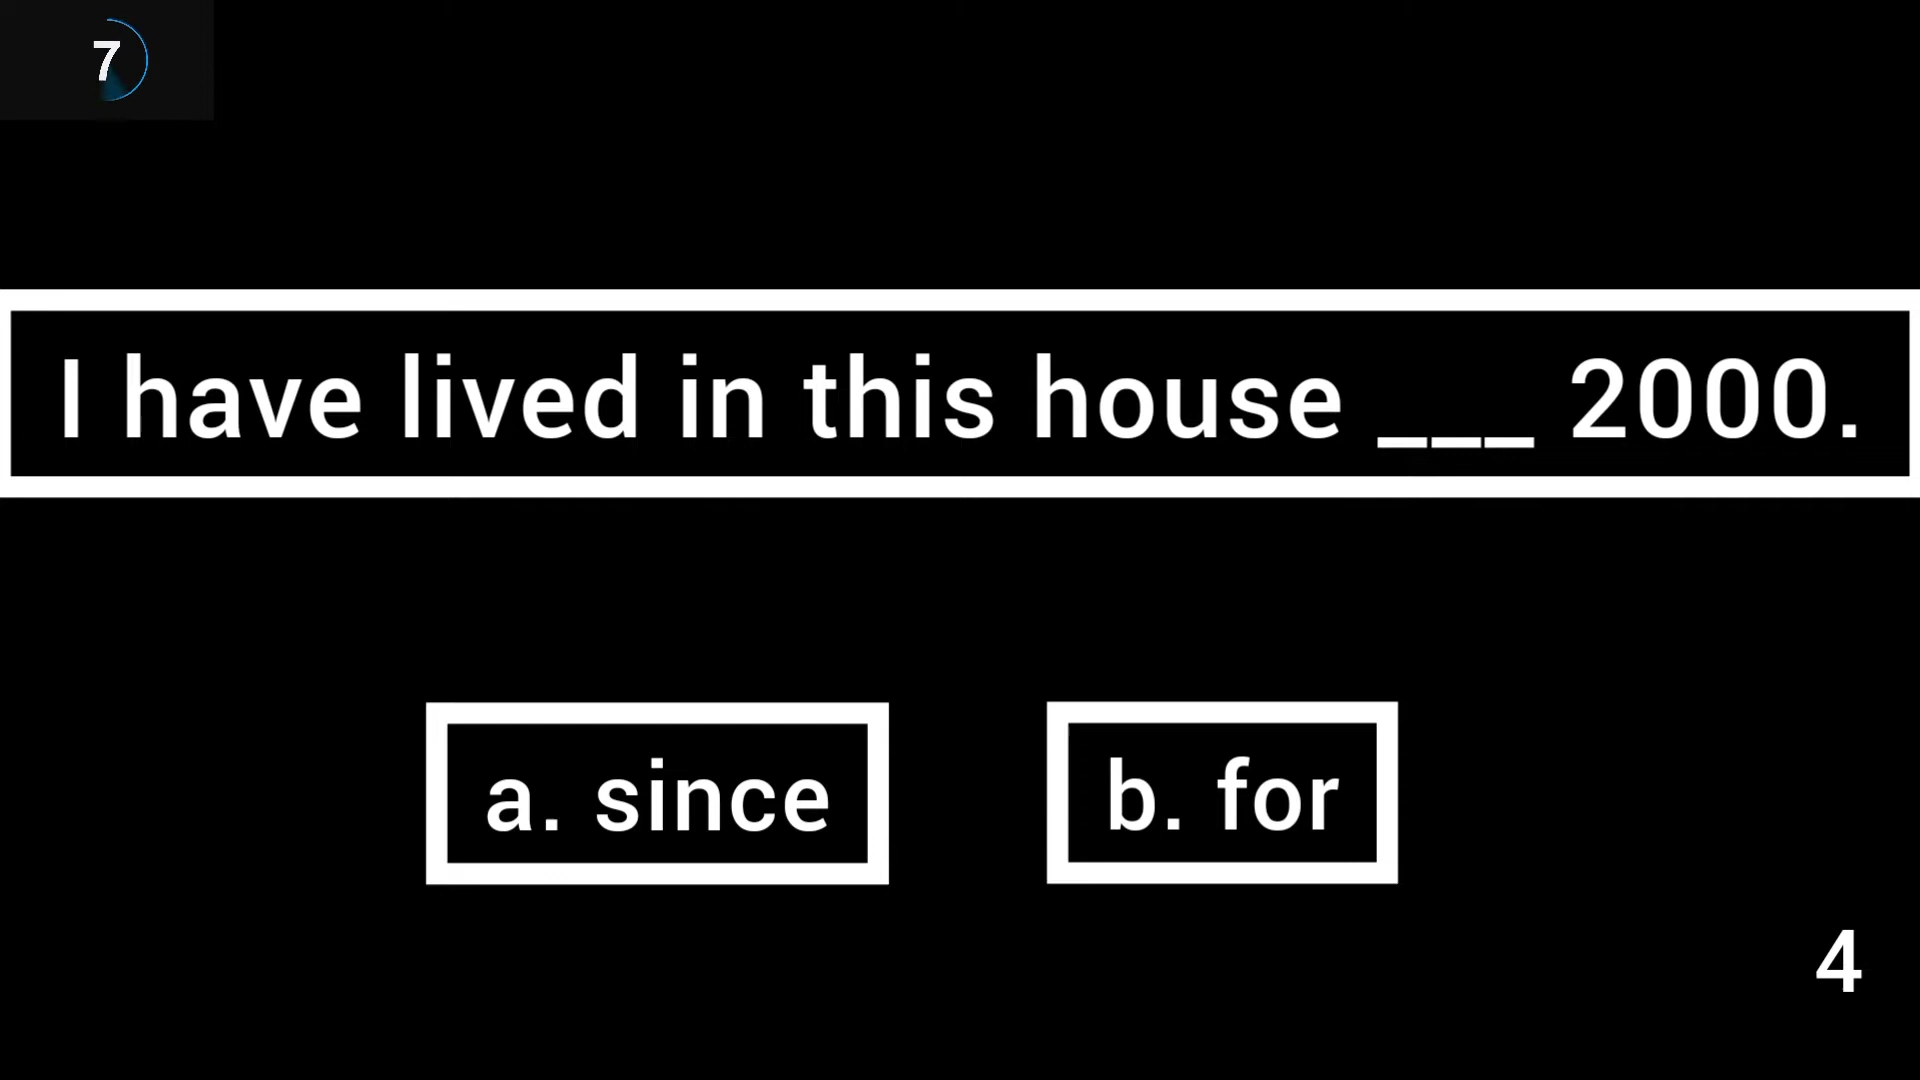 7
I have lived in this house ___ 2000.
a. since
b. for
4